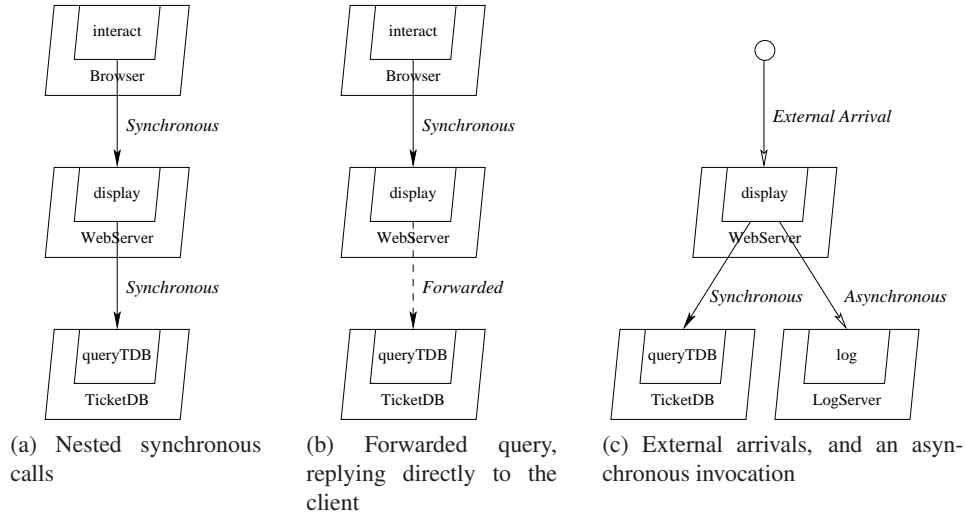 interact
Browser
Synchronous
display
WebServer
Synchronous
queryTDB
TicketDB
(a) Nested synchronous
calls
interact
Browser
Synchronous
display
WebServer
Forwarded
queryTDB
TicketDB
(b) Forwarded query,
replying directly to the
client
External Arrival
display
WebServer
Synchronous
Asynchronous
queryTDB
TicketDB
log
LogServer
(c) External arrivals, and an asyn-
chronous invocation